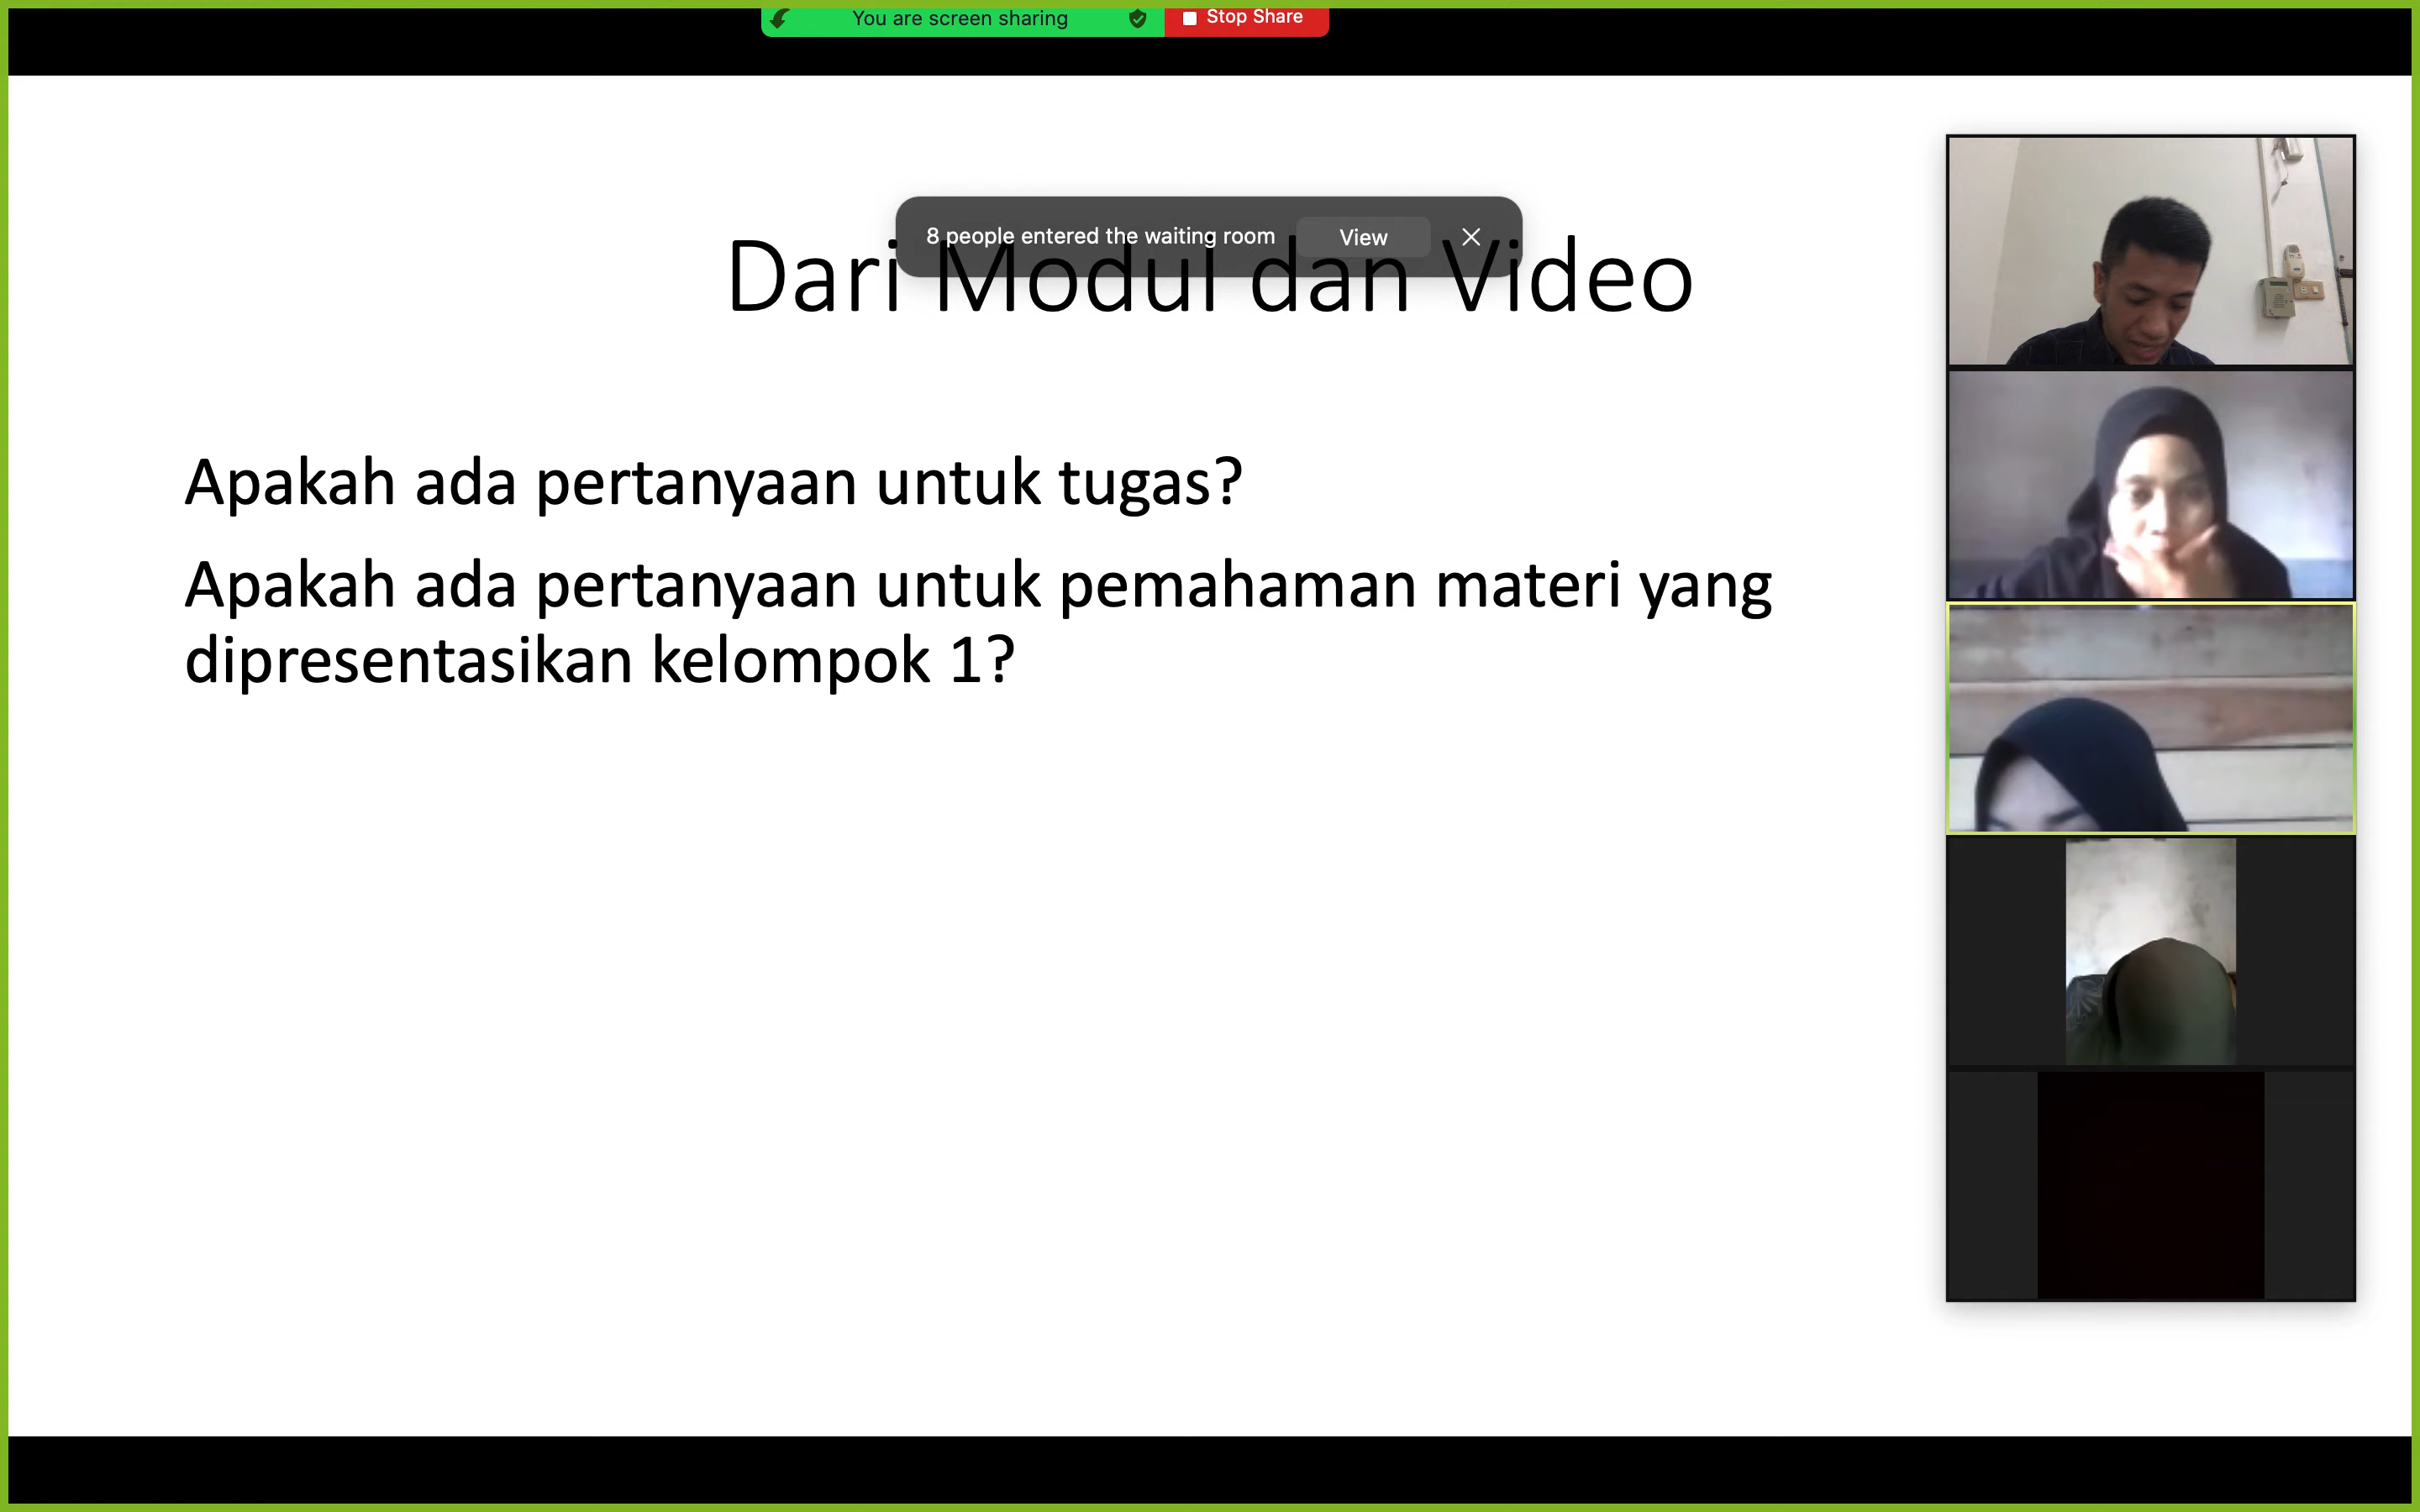 You are screen sharing
Stop Share
8 people entered the waiting room
View
Dari Modul dan Video
Apakah ada pertanyaan untuk tugas?
Apakah ada pertanyaan untuk pemahaman materi yang
dipresentasikan kelompok 1?